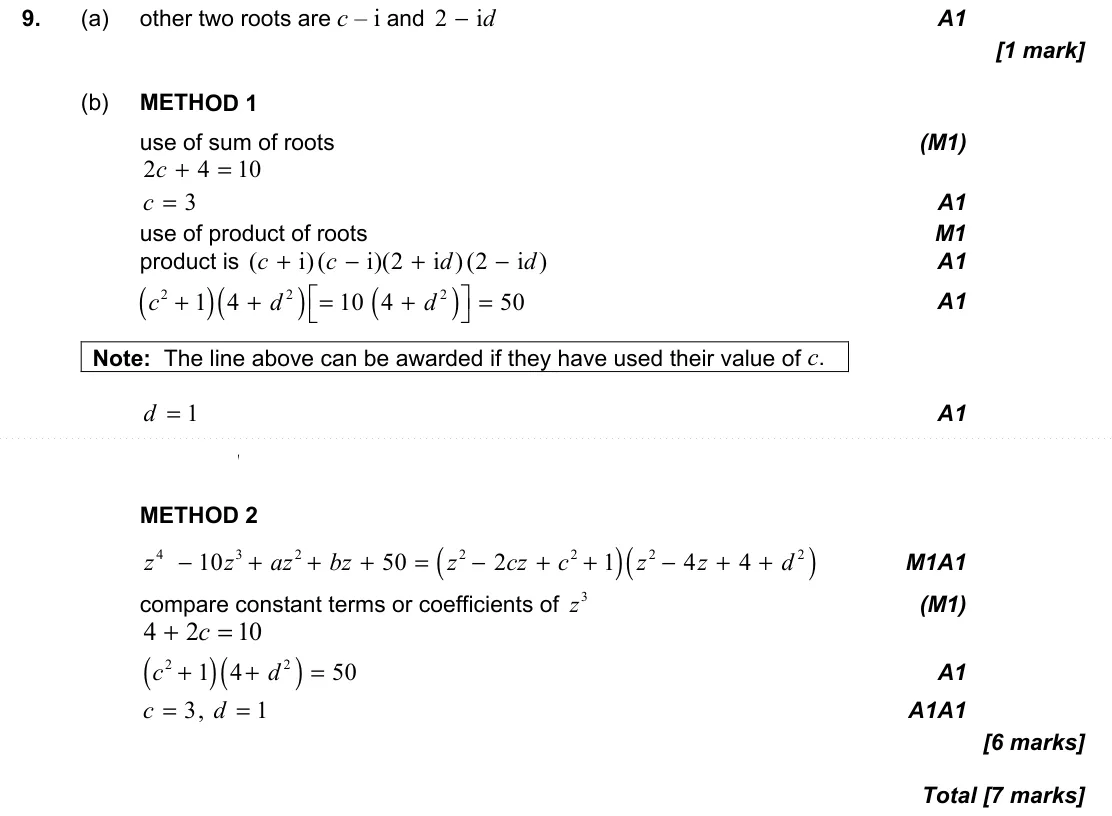 9. (a) other two roots are c – i and 2 − id A1
[1 mark]
(b) METHOD 1
use of sum of roots (M1)
2c + 4 = 10
c = 3 A1
use of product of roots M1
product is (c + i)(c − i)(2 + id)(2 − id) A1
(c² + 1)(4 + d²)[= 10 (4 + d²)] = 50 A1
Note: The line above can be awarded if they have used their value of c.
d = 1 A1
METHOD 2
z⁴ − 10z³ + az² + bz + 50 = (z² − 2cz + c² + 1)(z² − 4z + 4 + d²) M1A1
compare constant terms or coefficients of z³ (M1)
4 + 2c = 10
(c² + 1)(4+ d²) = 50 A1
c = 3, d = 1 A1A1
[6 marks]
Total [7 marks]